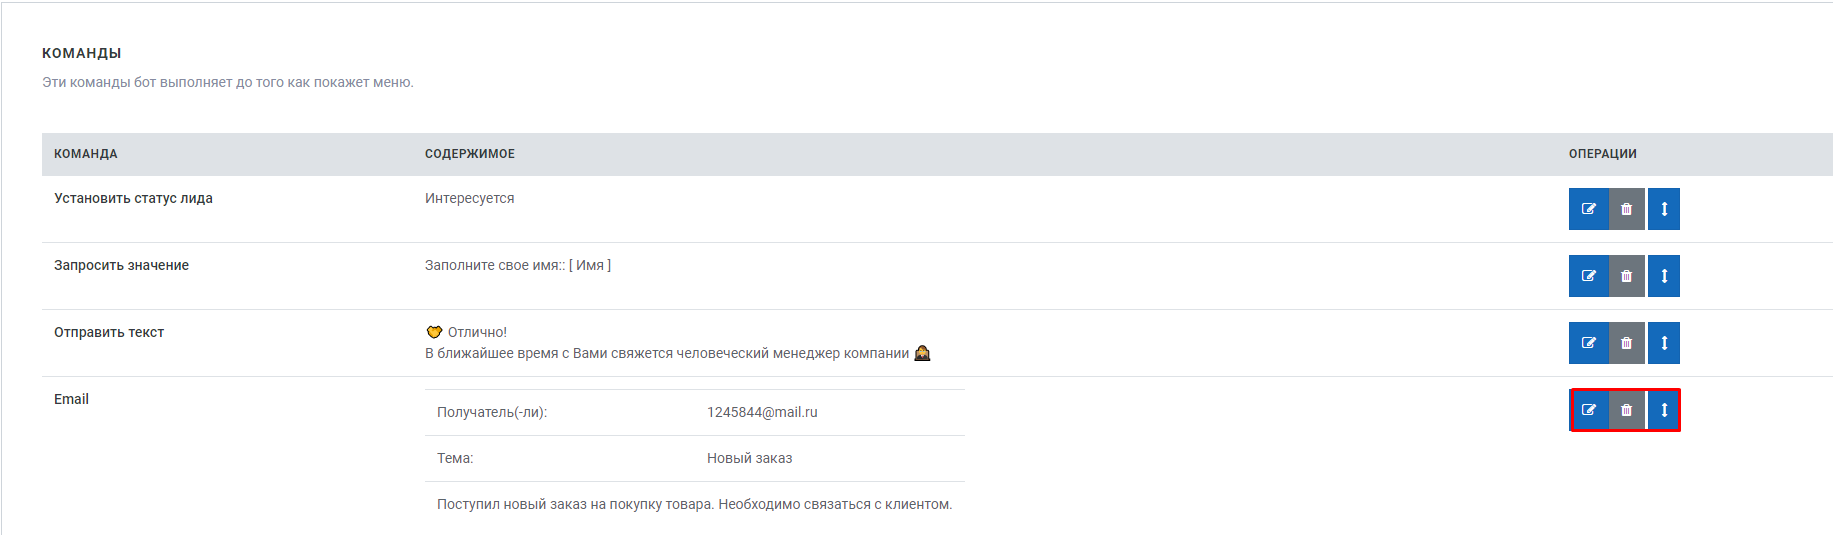 КОМАНДЫ
Эти команды бот выполняет до того как покажет меню.
КОМАНДА СОДЕРЖИМОЕ ОПЕРАЦИИ
Установить статус лида Интересуется
Запросить значение Заполните свое имя:: [ Имя ]
Отправить текст 🤝 Отлично!
В ближайшее время с Вами свяжется человеческий менеджер компании 👩‍💻
Email
Получатель(-ли): 1245844@mail.ru
Тема: Новый заказ
Поступил новый заказ на покупку товара. Необходимо связаться с клиентом.